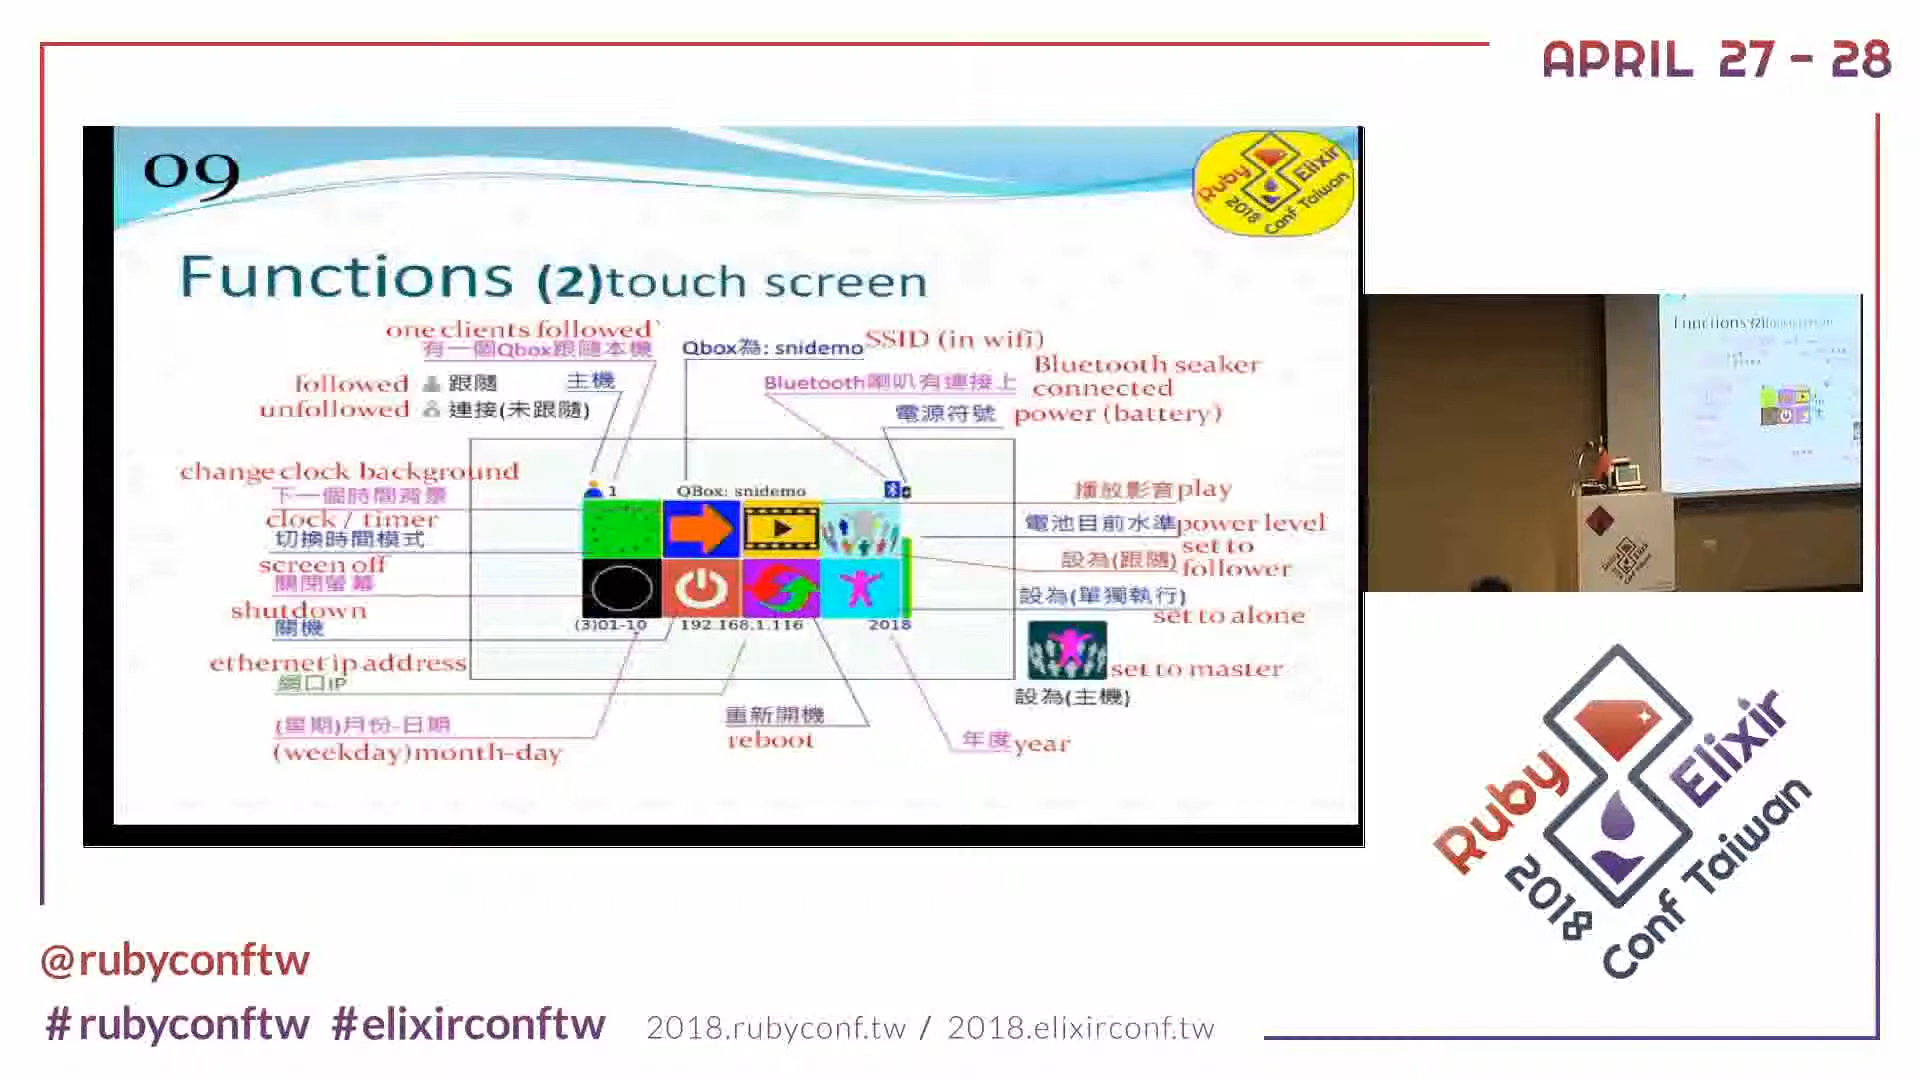 APRIL 27 - 28
09
Ruby Elixir
2018 Conf Taiwan
Functions (2)touch screen
one clients followed`
有一個Qbox跟隨本機
Qbox為: snidemo
SSID (in wifi)
Bluetooth seaker
connected
followed 跟隨
主機
Bluetooth喇叭有連接上
unfollowed 連接(未跟隨)
電源符號
power (battery)
change clock background
下一個時間背景
1
QBox: snidemo
播放影音play
clock / timer
切換時間模式
電池目前水準power level
screen off
關閉螢幕
設為(跟隨)
set to
follower
shutdown
關機
設為(單獨執行)
set to alone
(3)01-10
192.168.1.116
2018
ethernet ip address
網口IP
set to master
設為(主機)
(星期)月份-日期
(weekday)month-day
重新開機
reboot
年度year
Functions (2)
Ruby Elixir
2018 Conf Taiwan
@rubyconftw
#rubyconftw #elixirconftw
2018.rubyconf.tw / 2018.elixirconf.tw